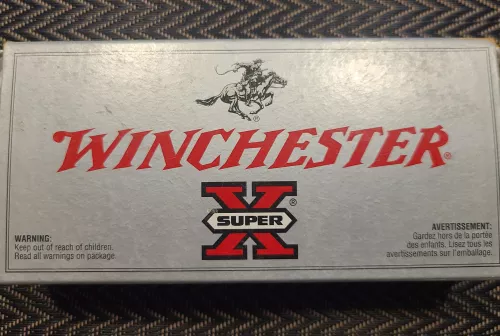 WINCHESTER
SUPER
X
WARNING:
Keep out of reach of children.
Read all warnings on package.
AVERTISSEMENT:
Gardez hors de la portée
des enfants. Lisez tous les
avertissements sur l'emballage.